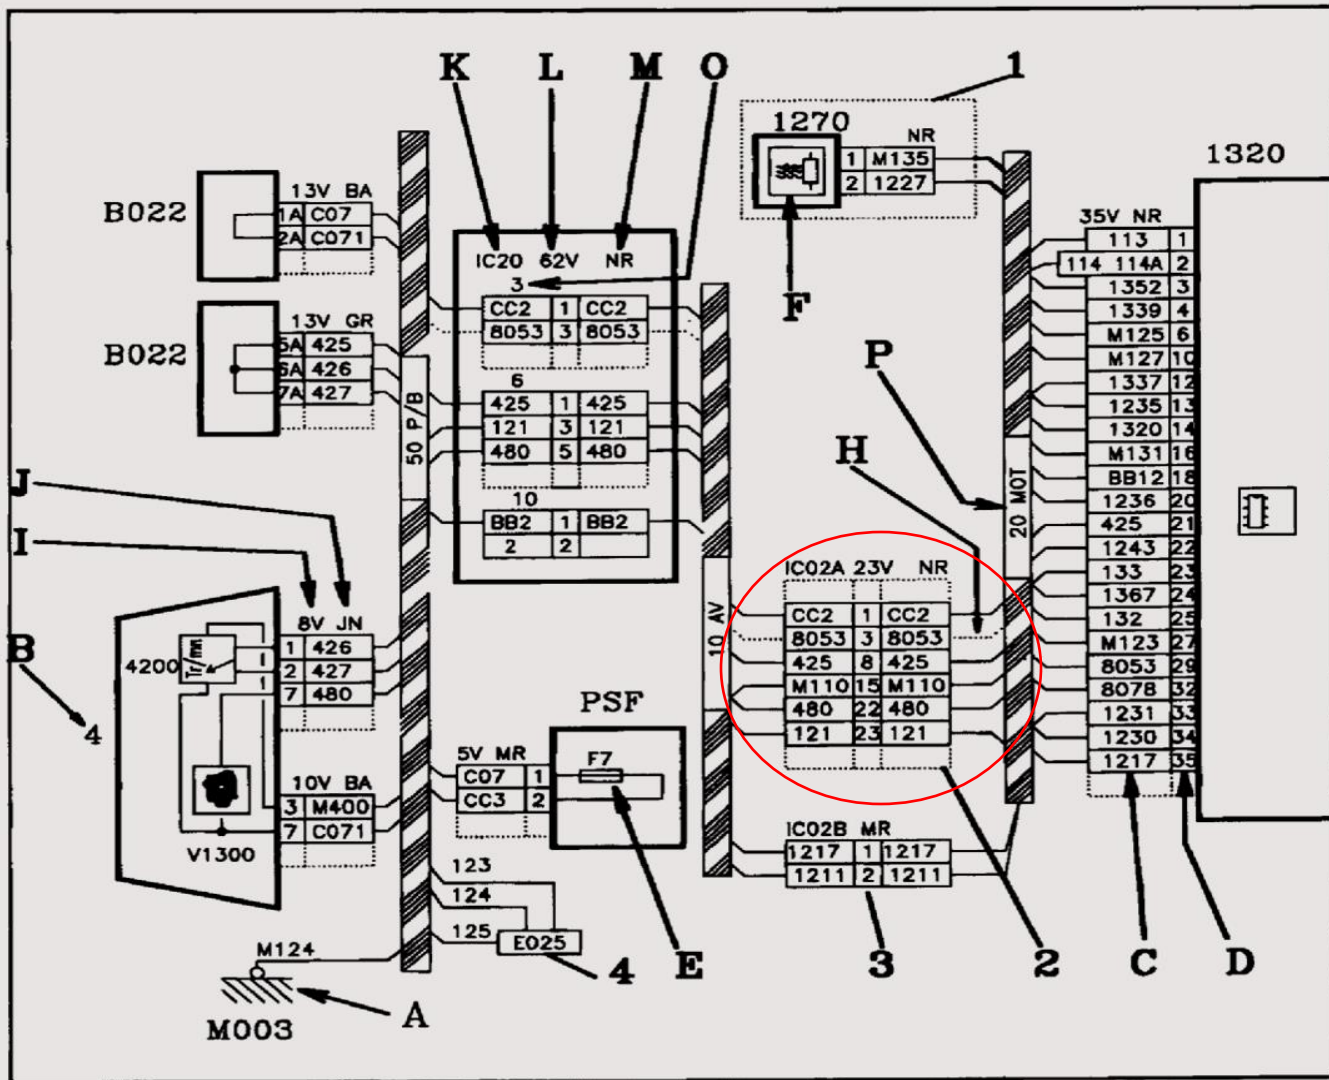 K L M O 1
1270
NR
1 M135
2 1227
1320
B022
13V BA
1A C07
2A C071
IC20 62V NR
3
CC2 1 CC2
8053 3 8053
6
425 1 425
121 3 121
480 5 480
10
BB2 1 BB2
2 2
F
35V NR
113 1
114 114A 2
1352 3
1339 4
M125 6
M127 10
1337 12
1235 13
1320 14
M131 16
BB12 18
1236 20
425 21
1243 22
133 23
1367 24
132 25
M123 27
8053 29
8078 32
1231 33
1230 34
1217 35
B022
13V GR
5A 425
6A 426
7A 427
50 P/B
P
H
20 MOT
J
I
8V JN
1 426
2 427
7 480
B
4
4200
Tr/mn
10V BA
3 M400
7 C071
V1300
10 AV
IC02A 23V NR
CC2 1 CC2
8053 3 8053
425 8 425
M110 15 M110
480 22 480
121 23 121
PSF
5V MR
C07 1
CC3 2
F7
IC02B MR
1217 1 1217
1211 2 1211
123
124
125
E025
4 E 3 2 C D
M124
M003
A